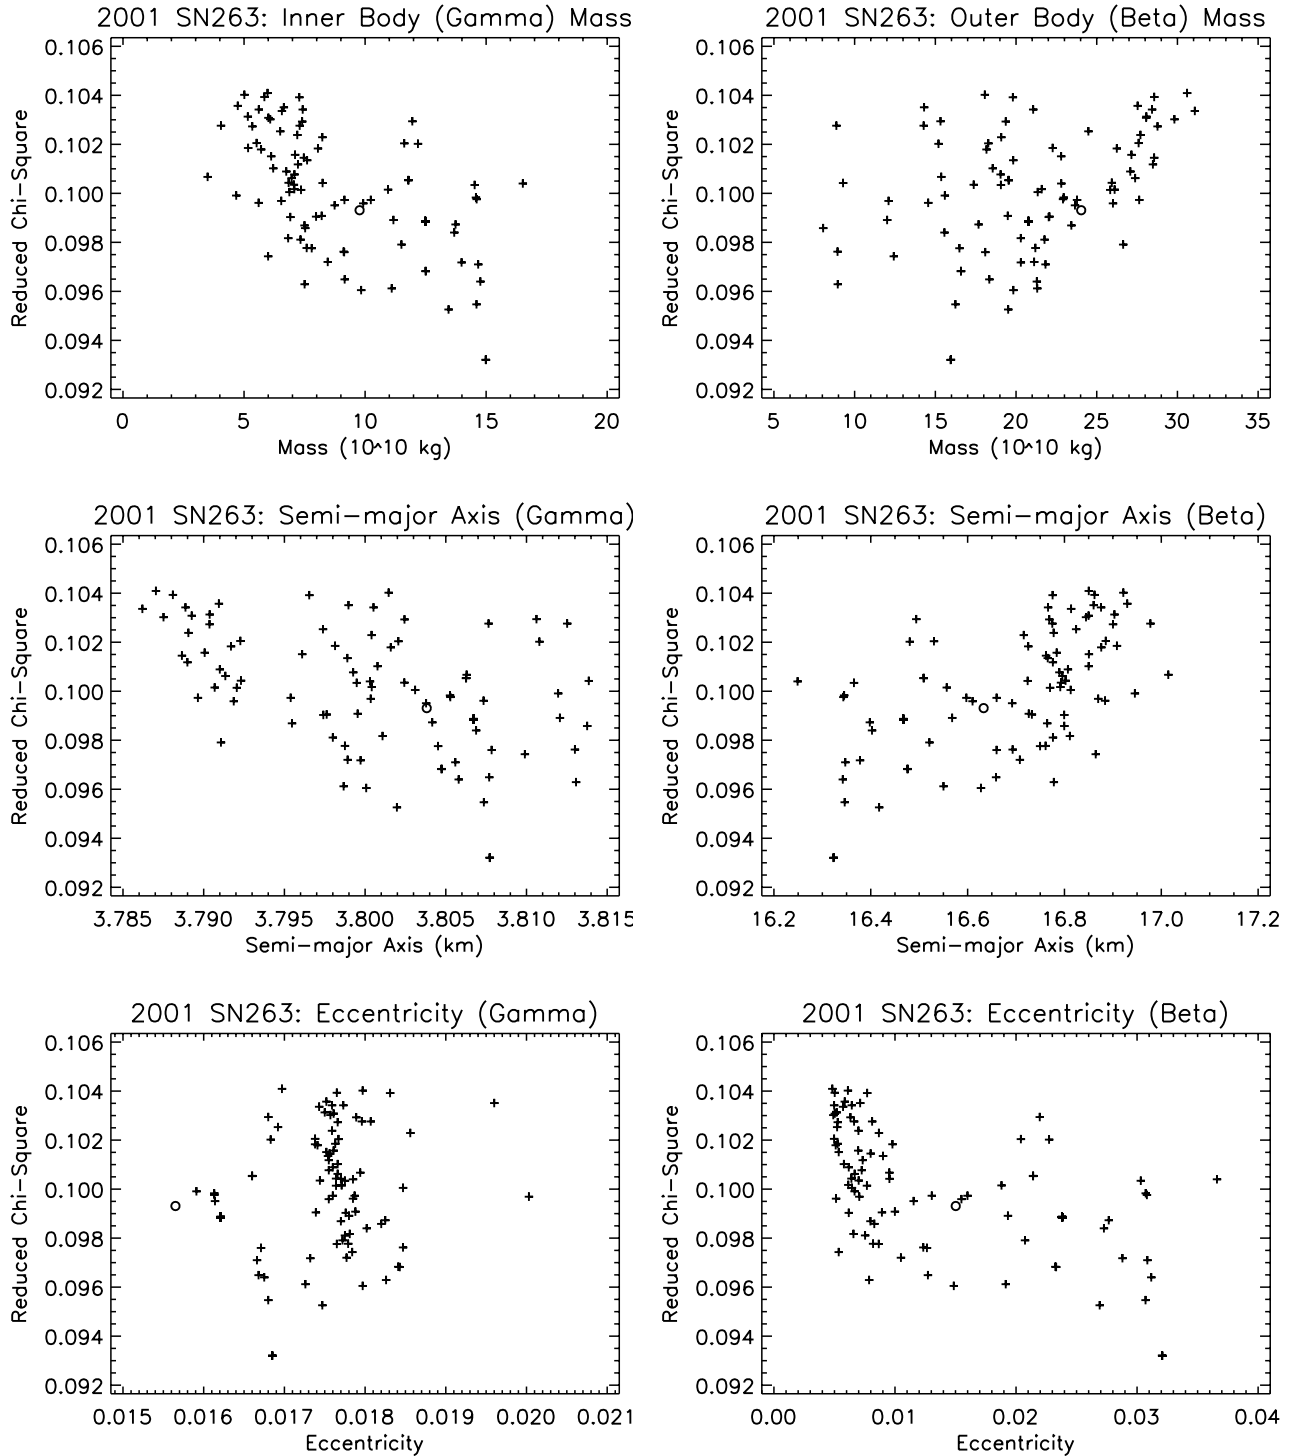 2001 SN263: Inner Body (Gamma) Mass
0.106
0.104
0.102
0.100
0.098
0.096
0.094
0.092
Reduced Chi-Square
0 5 10 15 20
Mass (10^10 kg)
2001 SN263: Outer Body (Beta) Mass
0.106
0.104
0.102
0.100
0.098
0.096
0.094
0.092
Reduced Chi-Square
5 10 15 20 25 30 35
Mass (10^10 kg)
2001 SN263: Semi-major Axis (Gamma)
0.106
0.104
0.102
0.100
0.098
0.096
0.094
0.092
Reduced Chi-Square
3.785 3.790 3.795 3.800 3.805 3.810 3.815
Semi-major Axis (km)
2001 SN263: Semi-major Axis (Beta)
0.106
0.104
0.102
0.100
0.098
0.096
0.094
0.092
Reduced Chi-Square
16.2 16.4 16.6 16.8 17.0 17.2
Semi-major Axis (km)
2001 SN263: Eccentricity (Gamma)
0.106
0.104
0.102
0.100
0.098
0.096
0.094
0.092
Reduced Chi-Square
0.015 0.016 0.017 0.018 0.019 0.020 0.021
Eccentricity
2001 SN263: Eccentricity (Beta)
0.106
0.104
0.102
0.100
0.098
0.096
0.094
0.092
Reduced Chi-Square
0.00 0.01 0.02 0.03 0.04
Eccentricity